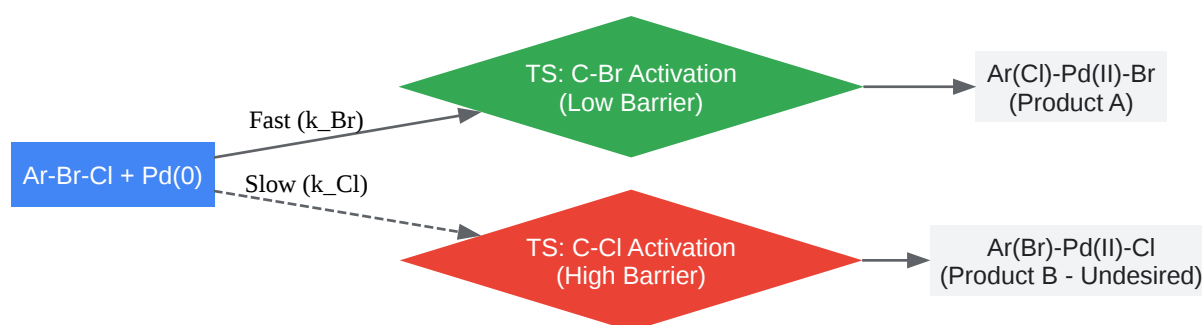 TS: C-Br Activation
(Low Barrier)
Ar(Cl)-Pd(II)-Br
(Product A)
Fast (k_Br)
Ar-Br-Cl + Pd(0)
Slow (k_Cl)
TS: C-Cl Activation
(High Barrier)
Ar(Br)-Pd(II)-Cl
(Product B - Undesired)